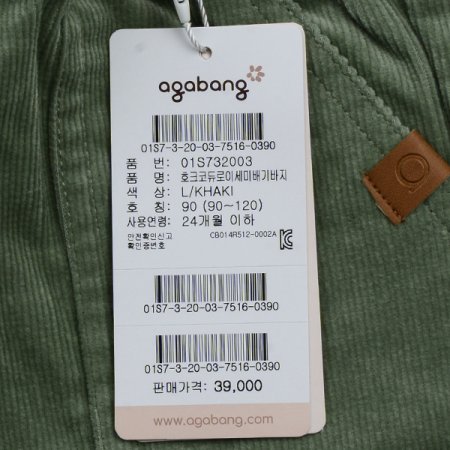 agabang
01S7-3-20-03-7516-0390
품 번: 01S732003
품 명: 호크코듀로이세미배기바지
색 상: L/KHAKI
호 칭: 90 (90~120)
사용연령: 24개월 이하
안전확인신고
확인증번호 CB014R512-0002A
01S7-3-20-03-7516-0390
01S7-3-20-03-7516-0390
판매가격: 39,000
www.agabang.com